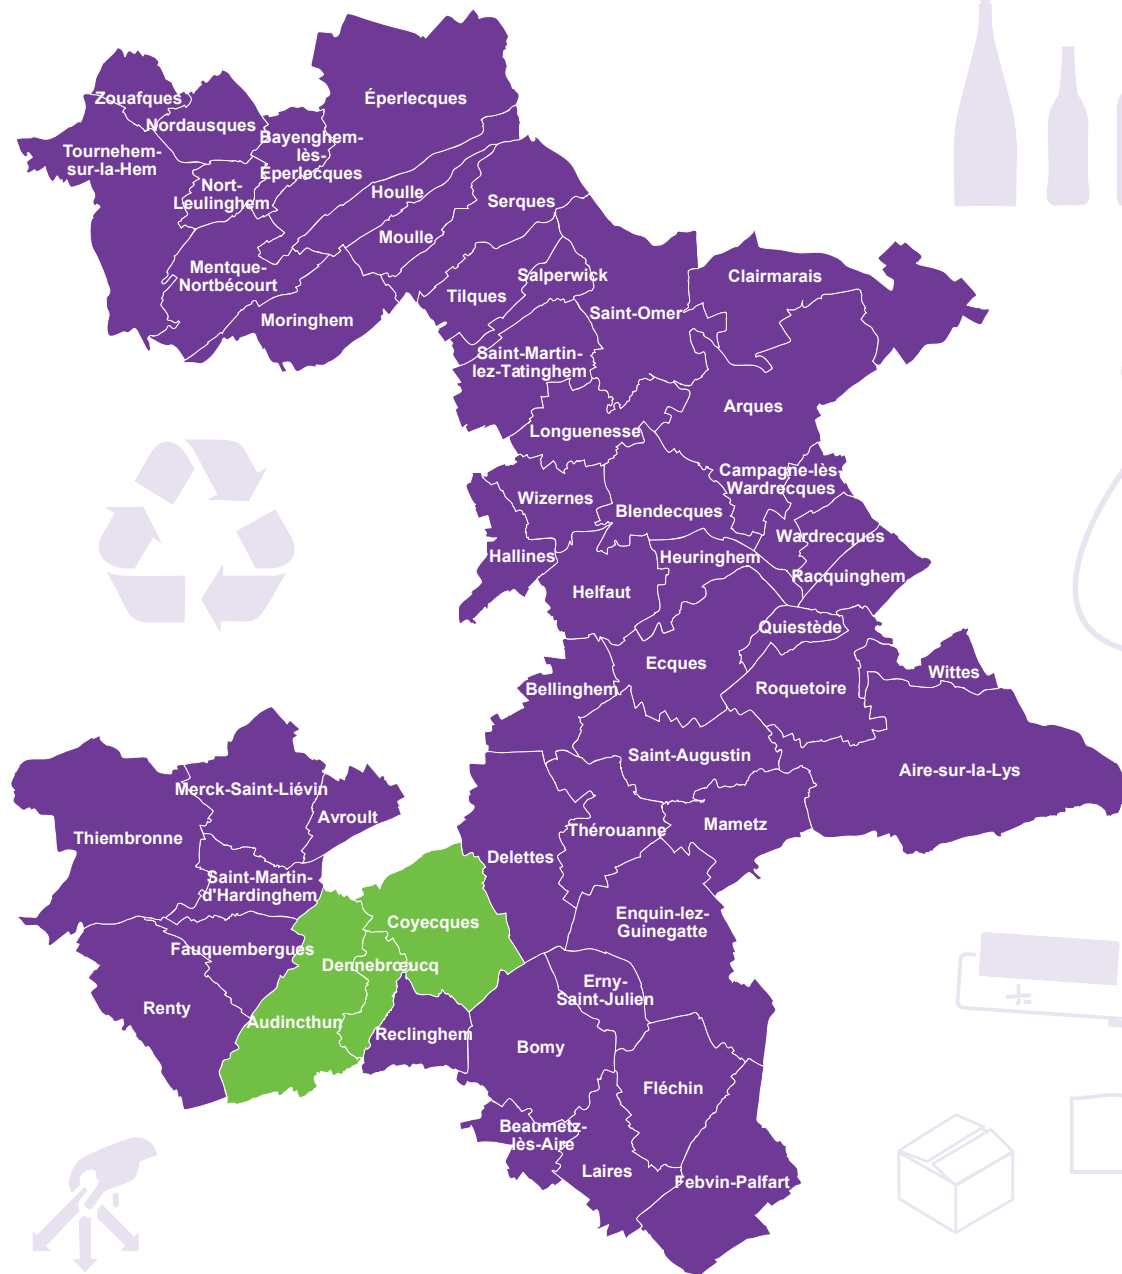 Éperlecques
Zouafques
Nordausques
Bayenghem-
lès-
Éperlocques
Tournehem-
sur-la-Hem
Nort-
Leulinghem
Houlle
Serques
Moulle
Mentque-
Nortbécourt
Salperwick
Clairmarais
Tilques
Saint-Omer
Moringhem
Saint-Martin-
lez-Tatinghem
Arques
Longuenesse
Campagne-lès-
Wardrecques
Wizernes
Blendecques
Wardrecques
Hallines
Heuringhem
Racquinghem
Helfaut
Quiestède
Ecques
Wittes
Bellinghem
Roquetoire
Saint-Augustin
Aire-sur-la-Lys
Merck-Saint-Liévin
Avroult
Thiembronne
Thérouanne
Mametz
Delettes
Saint-Martin-
d'Hardinghem
Coyecques
Enquin-lez-
Guinegatte
Fauquembergues
Dennebrœucq
Erny-
Saint-Julien
Renty
Audincthun
Reclinghem
Bomy
Fléchin
Beaumetz-
lès-Aire
Laires
Febvin-Palfart